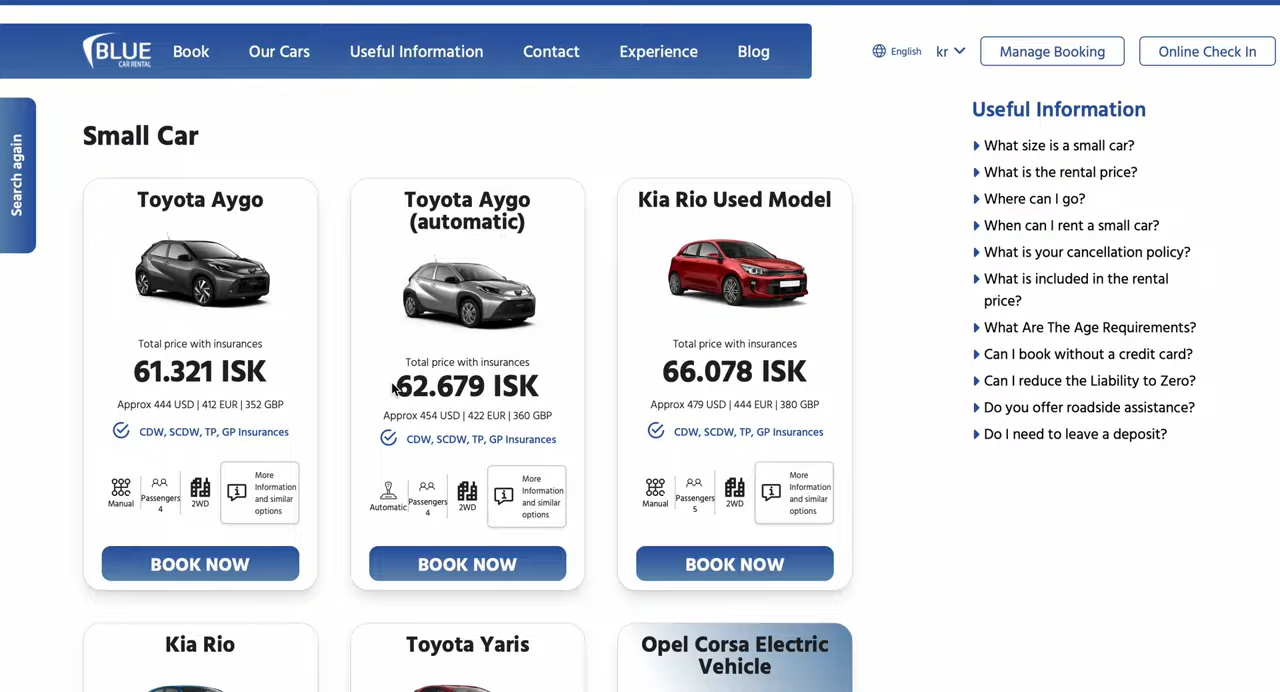 BLUE
CAR RENTAL
Book
Our Cars
Useful Information
Contact
Experience
Blog
English
kr
Manage Booking
Online Check In
Search again
Small Car
Toyota Aygo
Total price with insurances
61.321 ISK
Approx 444 USD | 412 EUR | 352 GBP
CDW, SCDW, TP, GP Insurances
Manual
Passengers
4
2WD
More
Information
and similar
options
BOOK NOW
Toyota Aygo
(automatic)
Total price with insurances
62.679 ISK
Approx 454 USD | 422 EUR | 360 GBP
CDW, SCDW, TP, GP Insurances
Automatic
Passengers
4
2WD
More
Information
and similar
options
BOOK NOW
Kia Rio Used Model
Total price with insurances
66.078 ISK
Approx 479 USD | 444 EUR | 380 GBP
CDW, SCDW, TP, GP Insurances
Manual
Passengers
5
2WD
More
Information
and similar
options
BOOK NOW
Kia Rio
Toyota Yaris
Opel Corsa Electric
Vehicle
Useful Information
What size is a small car?
What is the rental price?
Where can I go?
When can I rent a small car?
What is your cancellation policy?
What is included in the rental
price?
What Are The Age Requirements?
Can I book without a credit card?
Can I reduce the Liability to Zero?
Do you offer roadside assistance?
Do I need to leave a deposit?